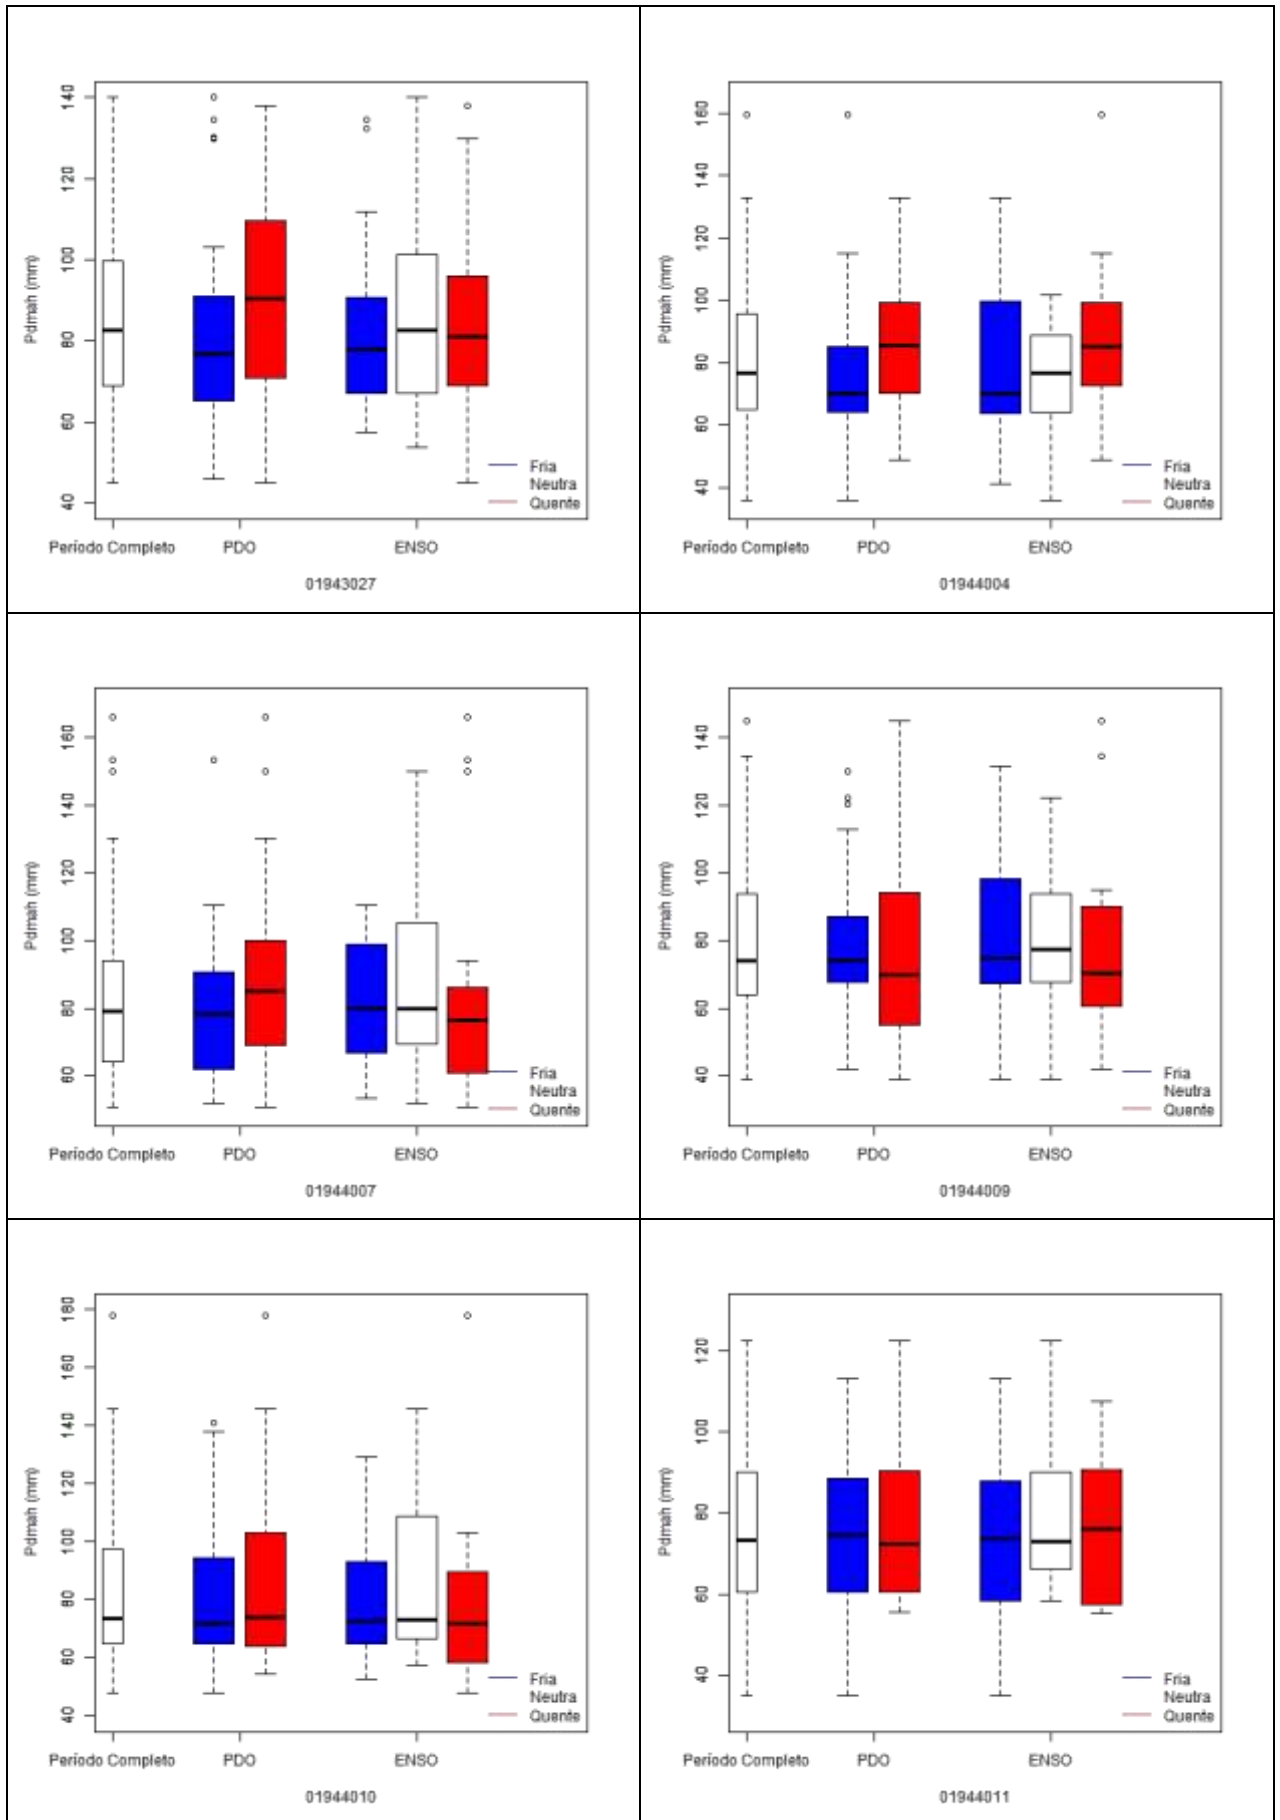 Pdmah (mm)
140
120
100
80
60
40
Fria
Neutra
Quente
Período Completo PDO ENSO
01943027
Pdmah (mm)
160
140
120
100
80
60
40
Fria
Neutra
Quente
Período Completo PDO ENSO
01944004
Pdmah (mm)
160
140
120
100
80
60
Fria
Neutra
Quente
Período Completo PDO ENSO
01944007
Pdmah (mm)
140
120
100
80
60
40
Fria
Neutra
Quente
Período Completo PDO ENSO
01944009
Pdmah (mm)
180
160
140
120
100
80
60
40
Fria
Neutra
Quente
Período Completo PDO ENSO
01944010
Pdmah (mm)
120
100
80
60
40
Fria
Neutra
Quente
Período Completo PDO ENSO
01944011